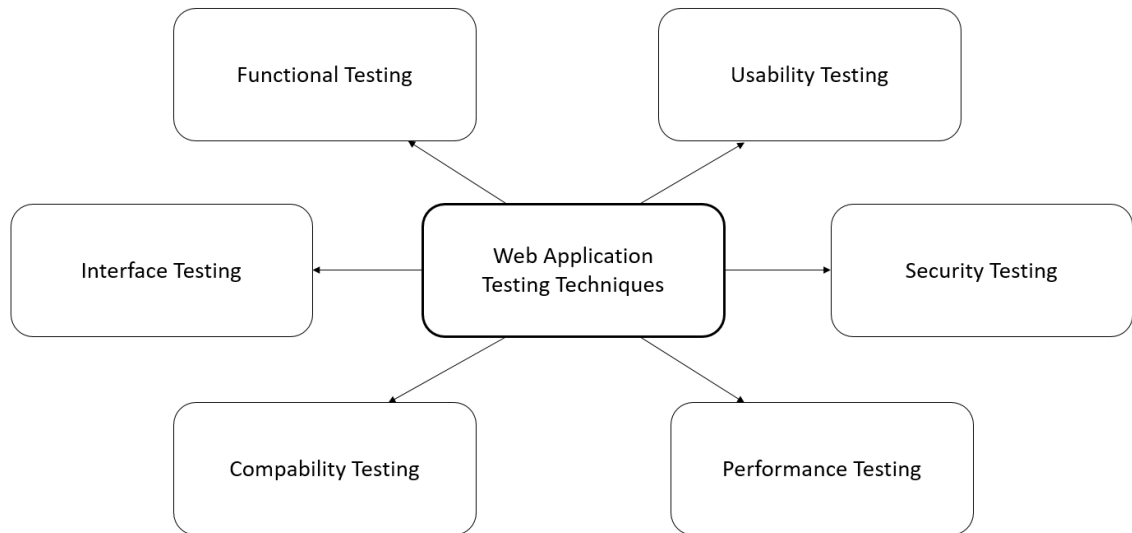 Functional Testing
Usability Testing
Interface Testing
Web Application
Testing Techniques
Security Testing
Compability Testing
Performance Testing